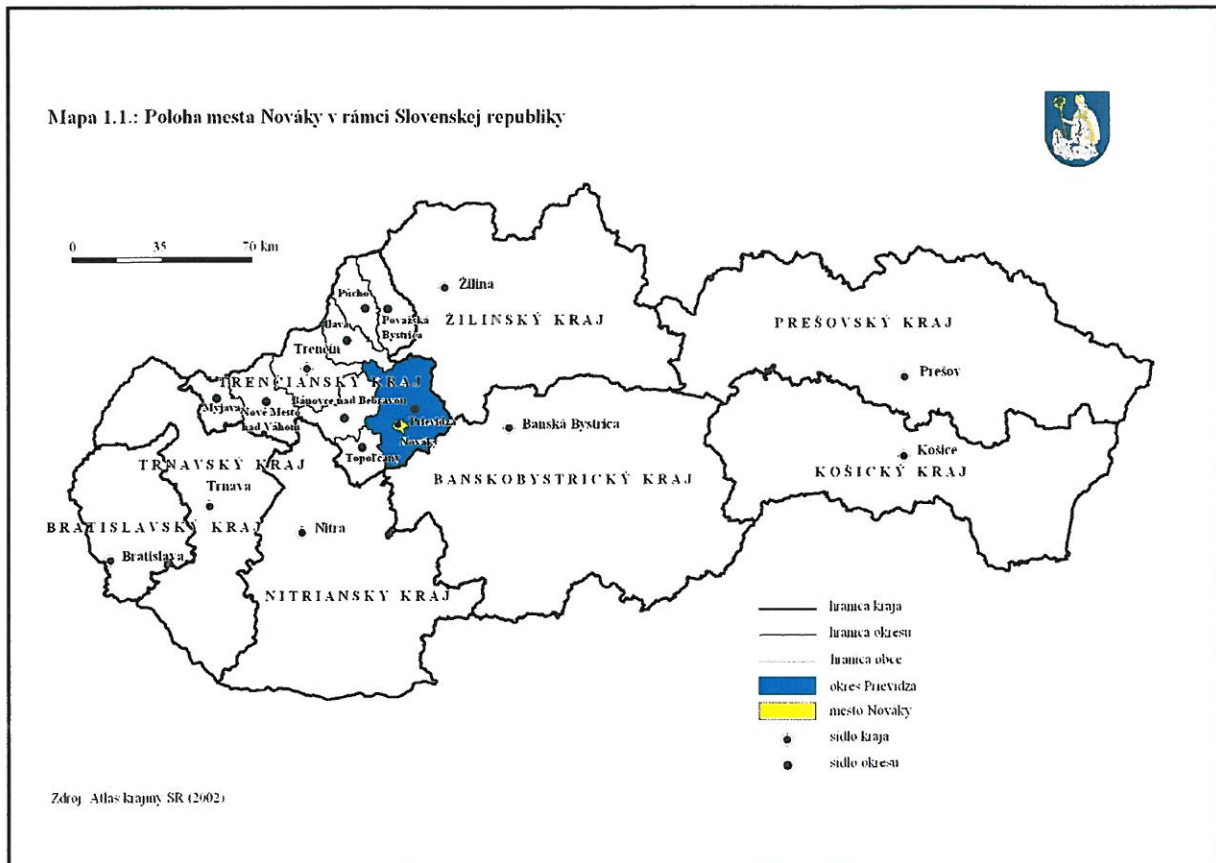 Mapa 1.1.: Poloha mesta Nováky v rámci Slovenskej republiky
0 35 70 km
Žilina
Púchov
Považská
Bystrica
ŽILINSKÝ KRAJ
PREŠOVSKÝ KRAJ
Ilava
Trenčín
Prešov
TRENČIANSKY KRAJ
Myjava
Nové Mesto
nad Váhom
Bánovce nad Bebravou
Prievidza
Nováky
Banská Bystrica
Topoľčany
Košice
TRNAVSKÝ KRAJ
KOŠICKÝ KRAJ
BANSKOBYSTRICKÝ KRAJ
Trnava
BRATISLAVSKÝ KRAJ
Nitra
Bratislava
NITRIANSKY KRAJ
hranica kraja
hranica okresu
hranica obce
okres Prievidza
mesto Nováky
sídlo kraja
sídlo okresu
Zdroj: Atlas krajiny SR (2002)